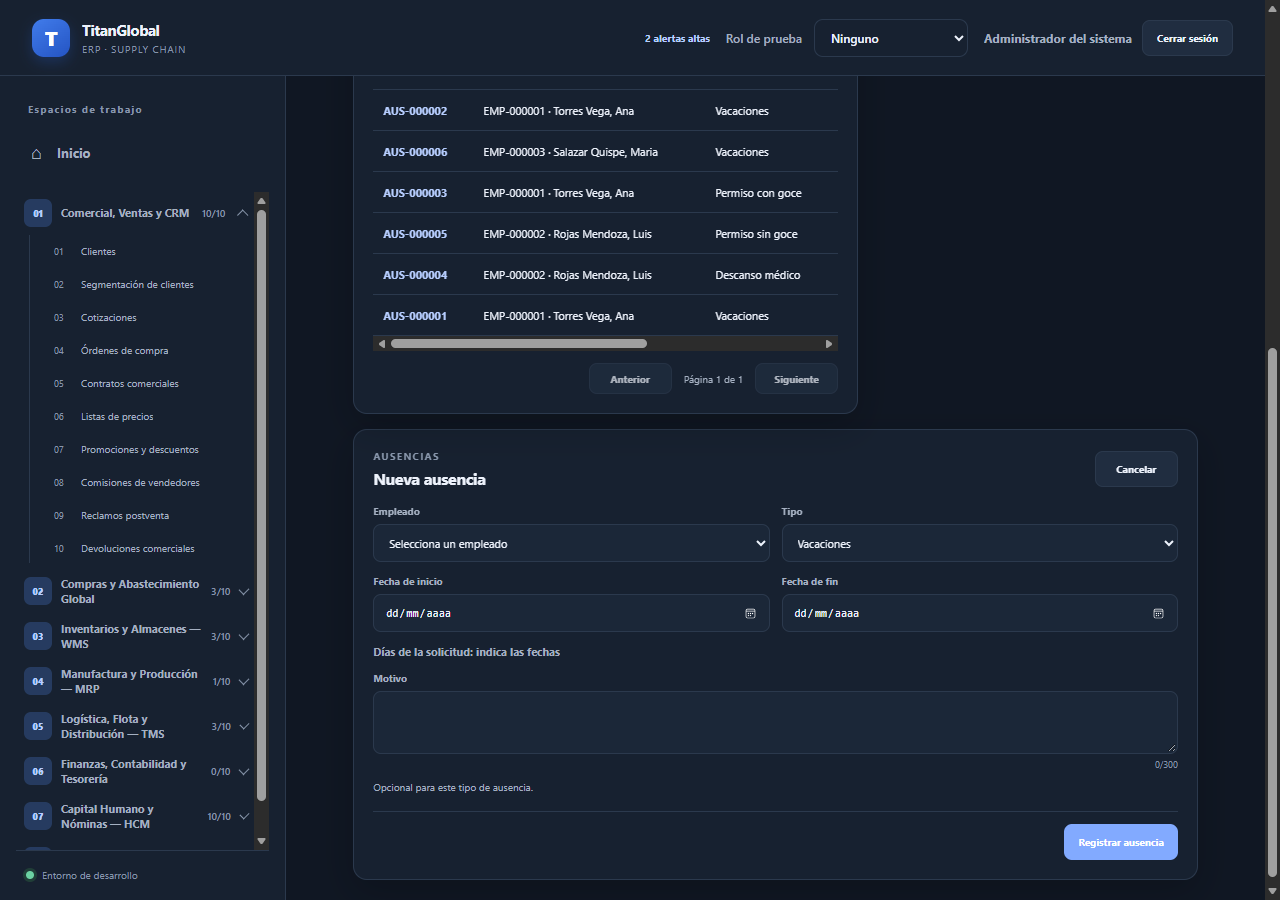 T
TitanGlobal
ERP · SUPPLY CHAIN
2 alertas altas
Rol de prueba
Ninguno
Administrador del sistema
Cerrar sesión
Espacios de trabajo
Inicio
01 Comercial, Ventas y CRM 10/10
01 Clientes
02 Segmentación de clientes
03 Cotizaciones
04 Órdenes de compra
05 Contratos comerciales
06 Listas de precios
07 Promociones y descuentos
08 Comisiones de vendedores
09 Reclamos postventa
10 Devoluciones comerciales
02 Compras y Abastecimiento 3/10
Global
03 Inventarios y Almacenes — 3/10
WMS
04 Manufactura y Producción 1/10
— MRP
05 Logística, Flota y 3/10
Distribución — TMS
06 Finanzas, Contabilidad y 0/10
Tesorería
07 Capital Humano y 10/10
Nóminas — HCM
Entorno de desarrollo
AUS-000002 EMP-000001 · Torres Vega, Ana Vacaciones
AUS-000006 EMP-000003 · Salazar Quispe, Maria Vacaciones
AUS-000003 EMP-000001 · Torres Vega, Ana Permiso con goce
AUS-000005 EMP-000002 · Rojas Mendoza, Luis Permiso sin goce
AUS-000004 EMP-000002 · Rojas Mendoza, Luis Descanso médico
AUS-000001 EMP-000001 · Torres Vega, Ana Vacaciones
Anterior Página 1 de 1 Siguiente
AUSENCIAS
Nueva ausencia
Cancelar
Empleado Tipo
Selecciona un empleado Vacaciones
Fecha de inicio Fecha de fin
dd/mm/aaaa dd/mm/aaaa
Días de la solicitud: indica las fechas
Motivo
0/300
Opcional para este tipo de ausencia.
Registrar ausencia